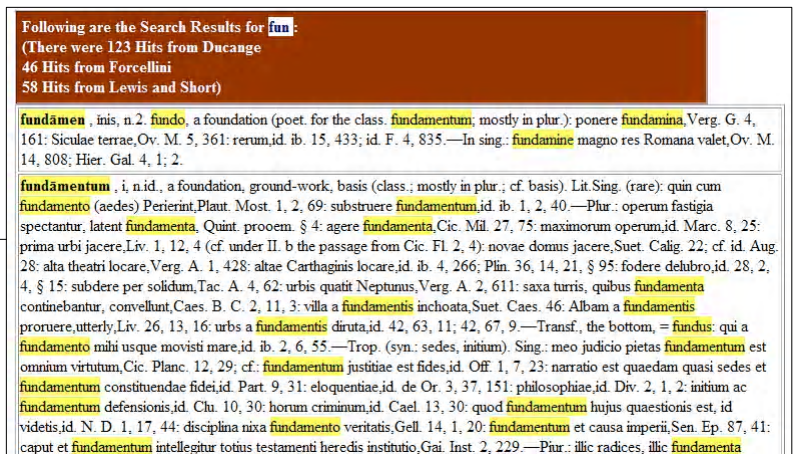 Following are the Search Results for fun :
(There were 123 Hits from Ducange
46 Hits from Forcellini
58 Hits from Lewis and Short)
fundāmen , inis, n.2. fundo, a foundation (poet. for the class. fundamentum; mostly in plur.): ponere fundamina,Verg. G. 4,
161: Siculae terrae,Ov. M. 5, 361: rerum,id. ib. 15, 433; id. F. 4, 835.—In sing.: fundamine magno res Romana valet,Ov. M.
14, 808; Hier. Gal. 4, 1; 2.
fundāmentum , i, n.id., a foundation, ground-work, basis (class.; mostly in plur.; cf. basis). Lit.Sing. (rare): quin cum
fundamento (aedes) Perierint,Plaut. Most. 1, 2, 69: substruere fundamentum,id. ib. 1, 2, 40.—Plur.: operum fastigia
spectantur, latent fundamenta, Quint. prooem. § 4: agere fundamenta,Cic. Mil. 27, 75: maximorum operum,id. Marc. 8, 25:
prima urbi jacere,Liv. 1, 12, 4 (cf. under II. b the passage from Cic. Fl. 2, 4): novae domus jacere,Suet. Calig. 22; cf. id. Aug.
28: alta theatri locare,Verg. A. 1, 428: altae Carthaginis locare,id. ib. 4, 266; Plin. 36, 14, 21, § 95: fodere delubro,id. 28, 2,
4, § 15: subdere per solidum,Tac. A. 4, 62: urbis quatit Neptunus,Verg. A. 2, 611: saxa turris, quibus fundamenta
continebantur, convellunt,Caes. B. C. 2, 11, 3: villa a fundamentis inchoata,Suet. Caes. 46: Albam a fundamentis
proruere,utterly,Liv. 26, 13, 16: urbs a fundamentis diruta,id. 42, 63, 11; 42, 67, 9.—Transf., the bottom, = fundus: qui a
fundamento mihi usque movisti mare,id. ib. 2, 6, 55.—Trop. (syn.: sedes, initium). Sing.: meo judicio pietas fundamentum est
omnium virtutum,Cic. Planc. 12, 29; cf.: fundamentum justitiae est fides,id. Off. 1, 7, 23: narratio est quaedam quasi sedes et
fundamentum constituendae fidei,id. Part. 9, 31: eloquentiae,id. de Or. 3, 37, 151: philosophiae,id. Div. 2, 1, 2: initium ac
fundamentum defensionis,id. Clu. 10, 30: horum criminum,id. Cael. 13, 30: quod fundamentum hujus quaestionis est, id
videtis,id. N. D. 1, 17, 44: disciplina nixa fundamento veritatis,Gell. 14, 1, 20: fundamentum et causa imperii,Sen. Ep. 87, 41:
caput et fundamentum intellegitur totius testamenti heredis institutio,Gai. Inst. 2, 229.—Plur.: illic radices, illic fundamenta